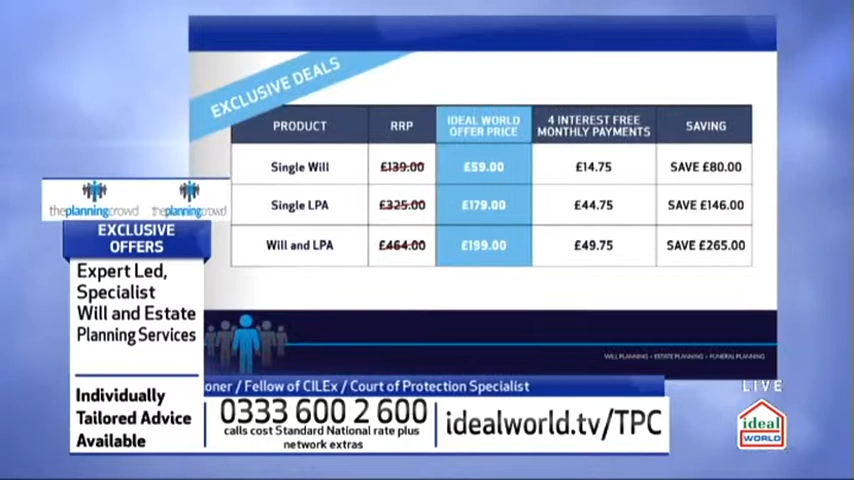 EXCLUSIVE DEALS
PRODUCT RRP IDEAL WORLD OFFER PRICE 4 INTEREST FREE MONTHLY PAYMENTS SAVING
Single Will £139.00 £59.00 £14.75 SAVE £80.00
Single LPA £325.00 £179.00 £44.75 SAVE £146.00
Will and LPA £464.00 £199.00 £49.75 SAVE £265.00
theplanningcrowd theplanningcrowd
EXCLUSIVE
OFFERS
Expert Led,
Specialist
Will and Estate
Planning Services
Individually
Tailored Advice
Available
WILL PLANNING • ESTATE PLANNING • FUNERAL PLANNING
oner / Fellow of CILEx / Court of Protection Specialist
0333 600 2 600
calls cost Standard National rate plus
network extras
idealworld.tv/TPC
LIVE
ideal
WORLD